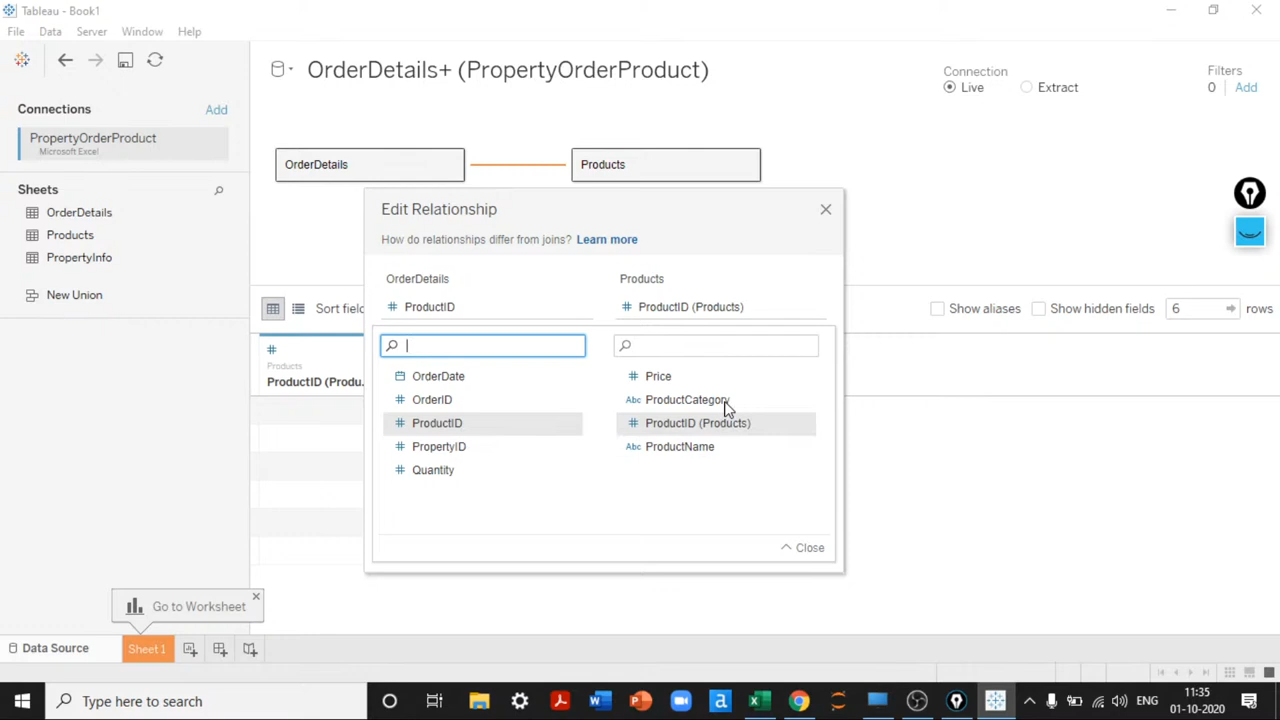 Tableau - Book1
File Data Server Window Help
OrderDetails+ (PropertyOrderProduct)
Connection
Live Extract
Filters
0 Add
Connections Add
PropertyOrderProduct
Microsoft Excel
Sheets
OrderDetails
Products
PropertyInfo
New Union
OrderDetails
Products
Edit Relationship
How do relationships differ from joins? Learn more
OrderDetails Products
# ProductID # ProductID (Products)
OrderDate
# OrderID
# ProductID
# PropertyID
# Quantity
# Price
Abc ProductCategory
# ProductID (Products)
Abc ProductName
Close
Sort fiel
Show aliases Show hidden fields 6 rows
#
Products
ProductID (Produ...
Go to Worksheet
Data Source Sheet 1
Type here to search
ENG
11:35
01-10-2020